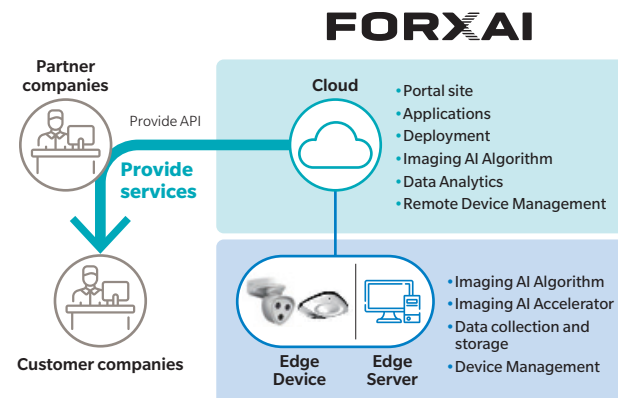 FORXAI
Partner
companies
Provide API
Provide
services
Customer companies
Cloud
• Portal site
• Applications
• Deployment
• Imaging AI Algorithm
• Data Analytics
• Remote Device Management
Edge
Device
Edge
Server
• Imaging AI Algorithm
• Imaging AI Accelerator
• Data collection and
storage
• Device Management